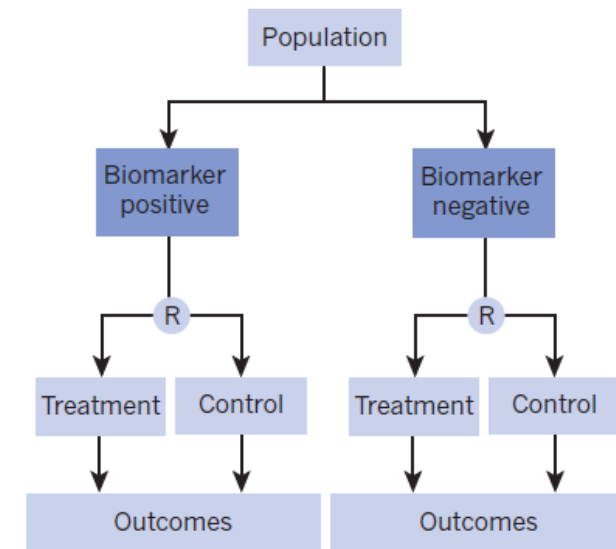 Population
Biomarker
positive
Biomarker
negative
R
R
Treatment
Control
Treatment
Control
Outcomes
Outcomes